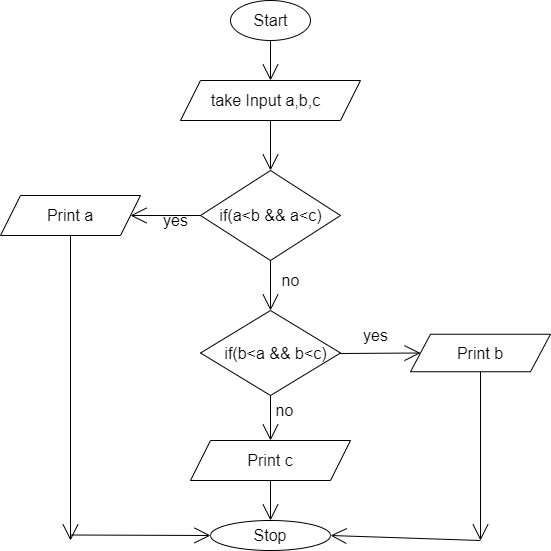 Start
take Input a,b,c
if(a<b && a<c)
yes
Print a
no
if(b<a && b<c)
yes
Print b
no
Print c
Stop